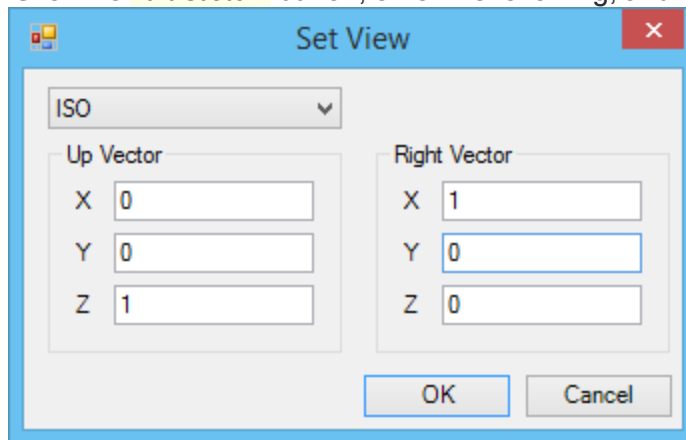 Set View
ISO
Up Vector
X 0
Y 0
Z 1
Right Vector
X 1
Y 0
Z 0
OK Cancel